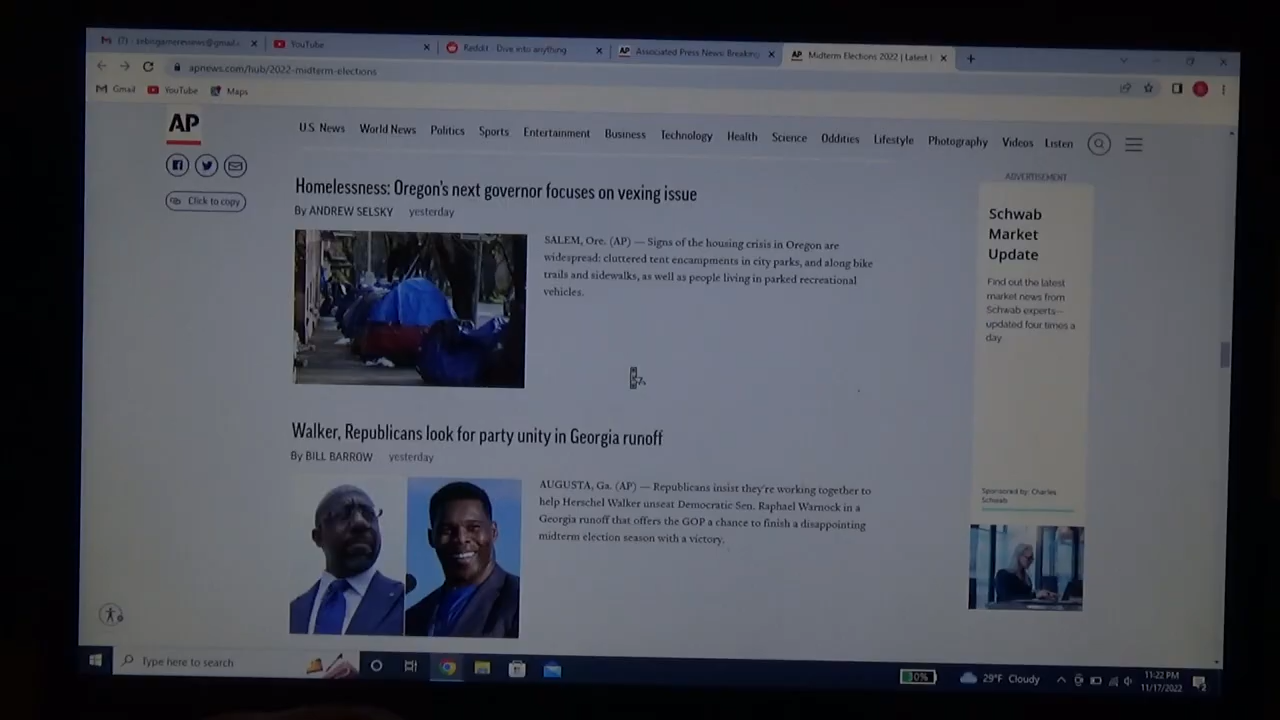 (7) - zebisgamereviews@gmail.c
YouTube
Reddit - Dive into anything
Associated Press News: Breaking
Midterm Elections 2022 | Latest
apnews.com/hub/2022-midterm-elections
Gmail
YouTube
Maps
AP
U.S. News World News Politics Sports Entertainment Business Technology Health Science Oddities Lifestyle Photography Videos Listen
Click to copy
Homelessness: Oregon's next governor focuses on vexing issue
By ANDREW SELSKY yesterday
SALEM, Ore. (AP) — Signs of the housing crisis in Oregon are
widespread: cluttered tent encampments in city parks, and along bike
trails and sidewalks, as well as people living in parked recreational
vehicles.
Walker, Republicans look for party unity in Georgia runoff
By BILL BARROW yesterday
AUGUSTA, Ga. (AP) — Republicans insist they're working together to
help Herschel Walker unseat Democratic Sen. Raphael Warnock in a
Georgia runoff that offers the GOP a chance to finish a disappointing
midterm election season with a victory.
ADVERTISEMENT
Schwab
Market
Update
Find out the latest
market news from
Schwab experts—
updated four times a
day
Sponsored by: Charles
Schwab
Type here to search
30%
29°F Cloudy
11:22 PM
11/17/2022